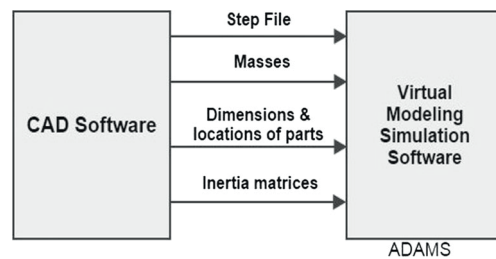 Step File
Masses
CAD Software
Dimensions &
locations of parts
Inertia matrices
Virtual
Modeling
Simulation
Software
ADAMS